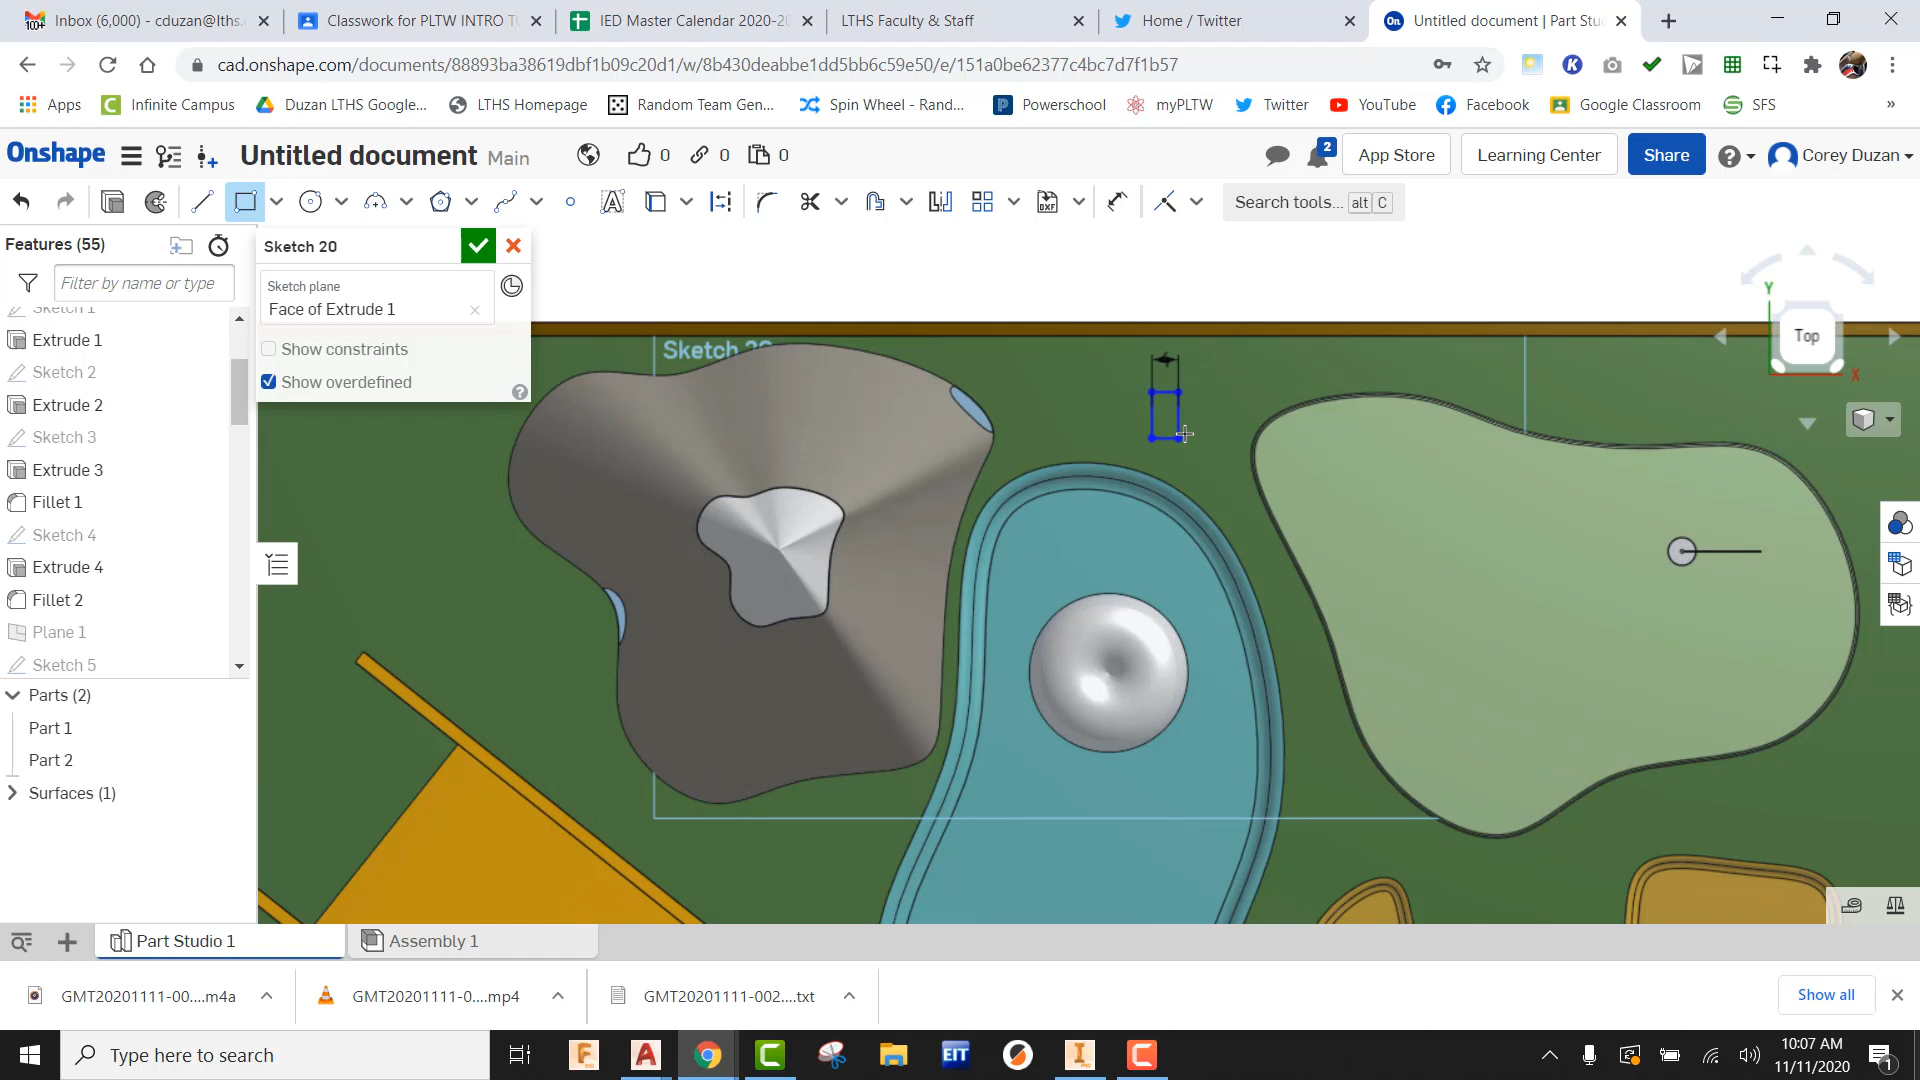 Inbox (6,000) - cduzan@lths.
Classwork for PLTW INTRO T
IED Master Calendar 2020-2
LTHS Faculty & Staff
Home / Twitter
Untitled document | Part Stu
cad.onshape.com/documents/88893ba38619dbf1b09c20d1/w/8b430deabbe1dd5bb6c59e50/e/151a0be62377c4bc7d7f1b57
Apps
Infinite Campus
Duzan LTHS Google...
LTHS Homepage
Random Team Gen...
Spin Wheel - Rand...
Powerschool
myPLTW
Twitter
YouTube
Facebook
Google Classroom
SFS
»
Onshape
Untitled document Main
0
0
0
2
App Store
Learning Center
Share
Corey Duzan
Search tools... alt C
Features (55)
Filter by name or type
Sketch 1
Extrude 1
Sketch 2
Extrude 2
Sketch 3
Extrude 3
Fillet 1
Sketch 4
Extrude 4
Fillet 2
Plane 1
Sketch 5
Parts (2)
Part 1
Part 2
Surfaces (1)
Sketch 20
Sketch plane
Face of Extrude 1
Show constraints
Show overdefined
Sketch 20
Y
Top
X
Part Studio 1
Assembly 1
GMT20201111-00....m4a
GMT20201111-0....mp4
GMT20201111-002....txt
Show all
Type here to search
EIT
10:07 AM
11/11/2020
1